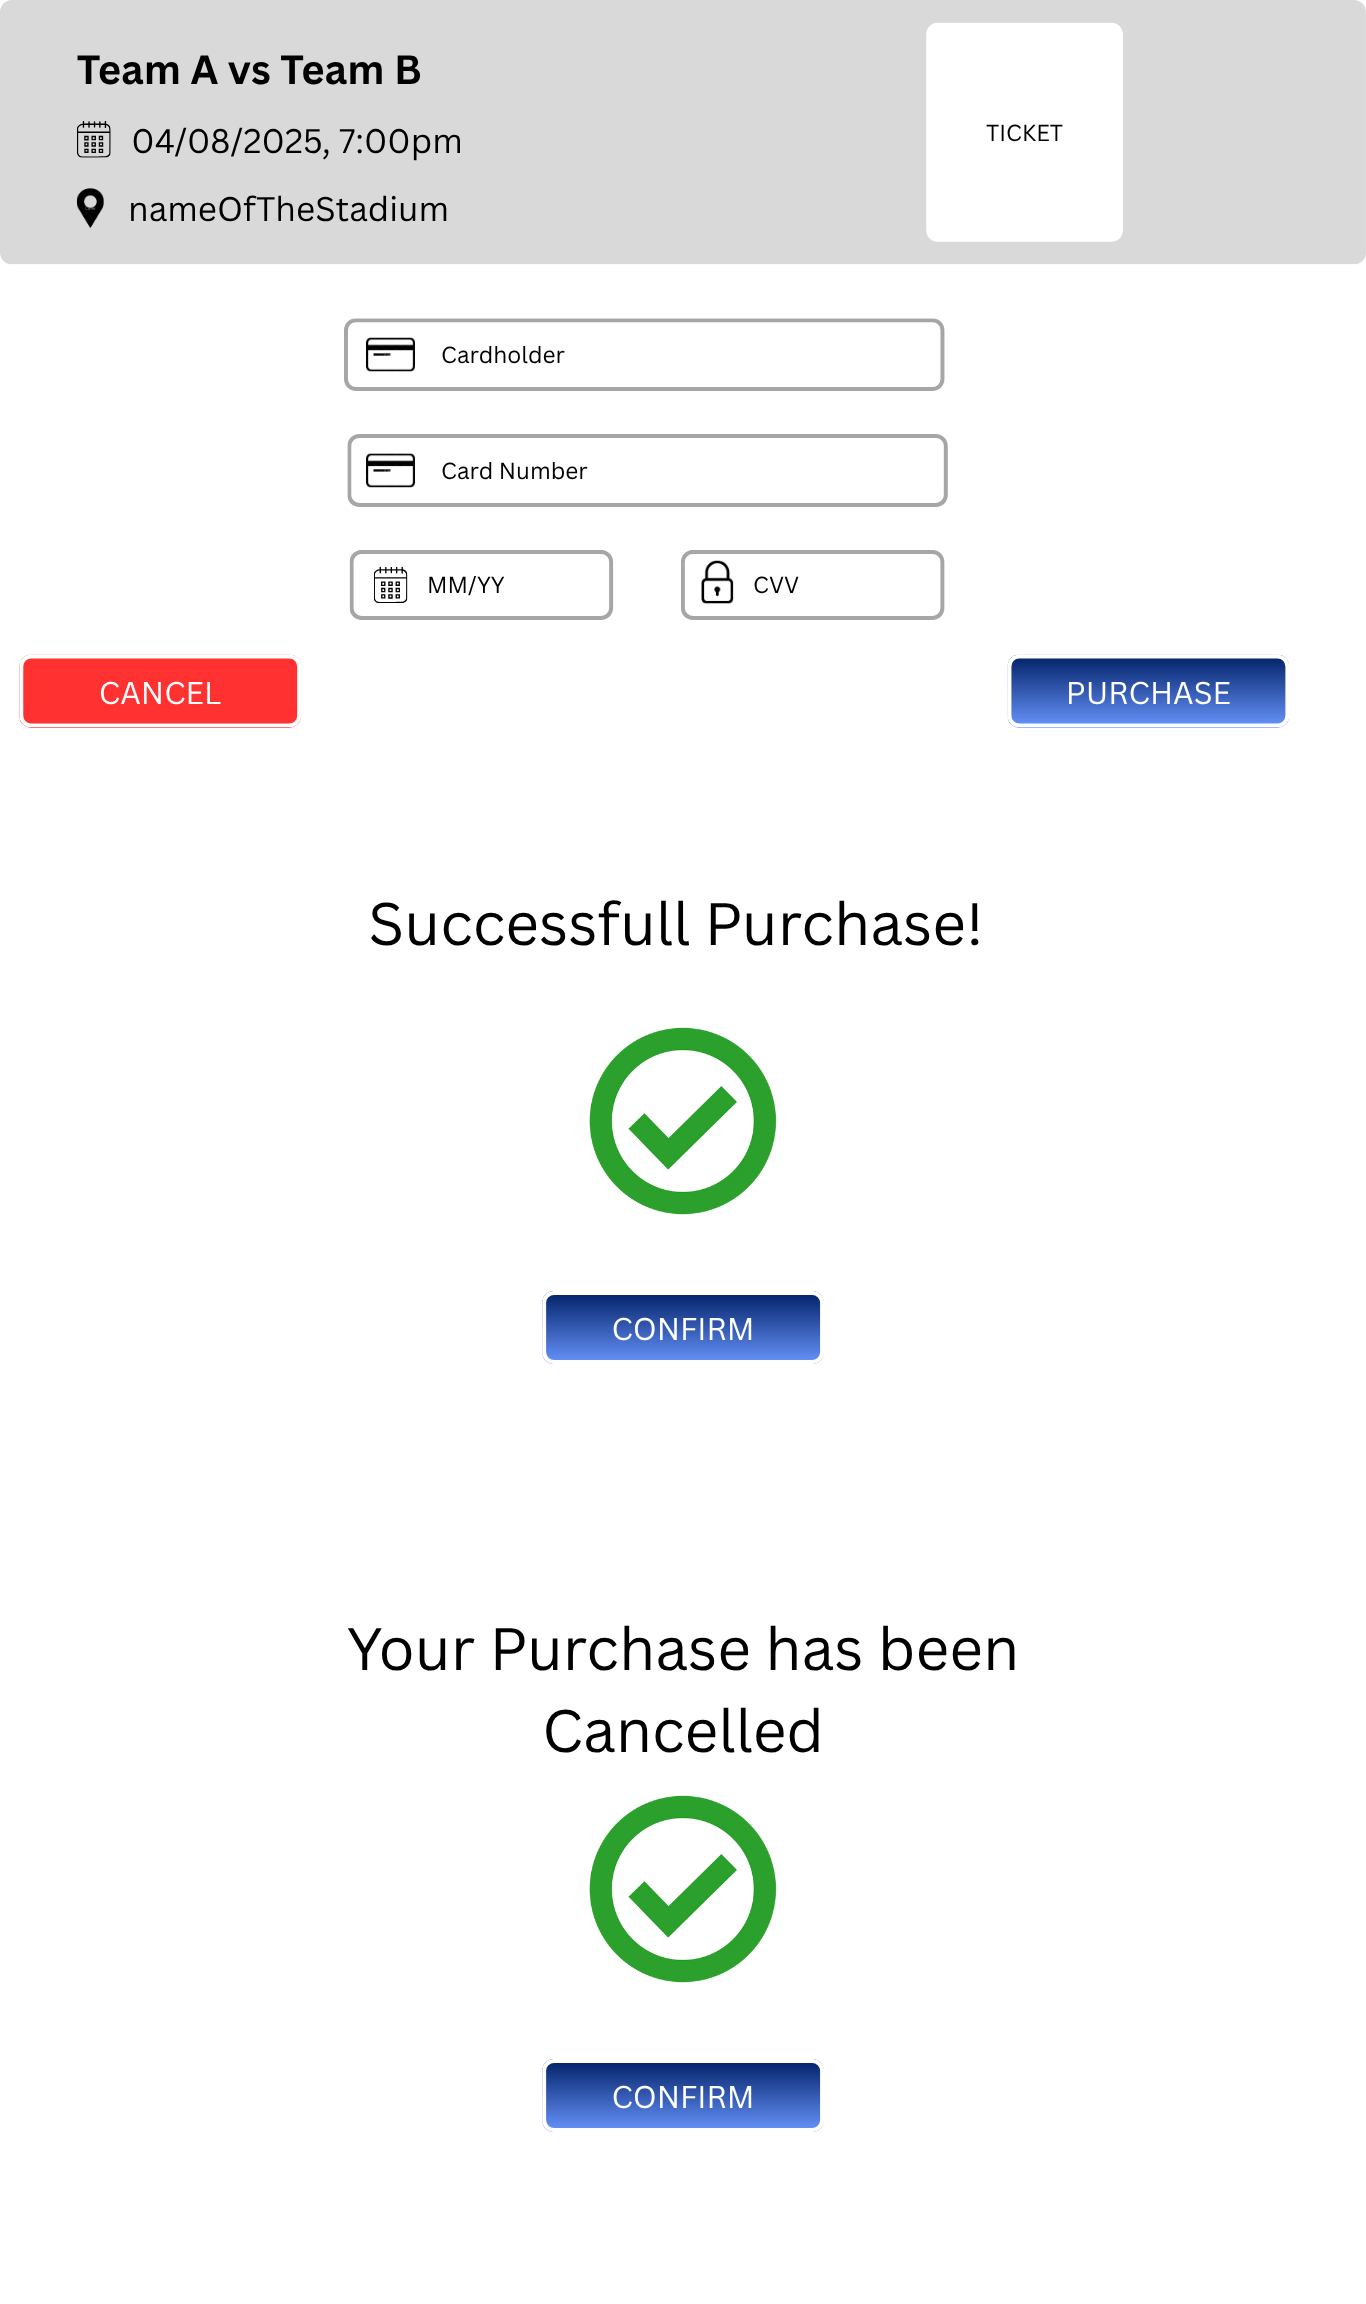 Team A vs Team B
04/08/2025, 7:00pm
nameOfTheStadium
TICKET
Cardholder
Card Number
MM/YY
CVV
CANCEL
PURCHASE
Successfull Purchase!
CONFIRM
Your Purchase has been
Cancelled
CONFIRM